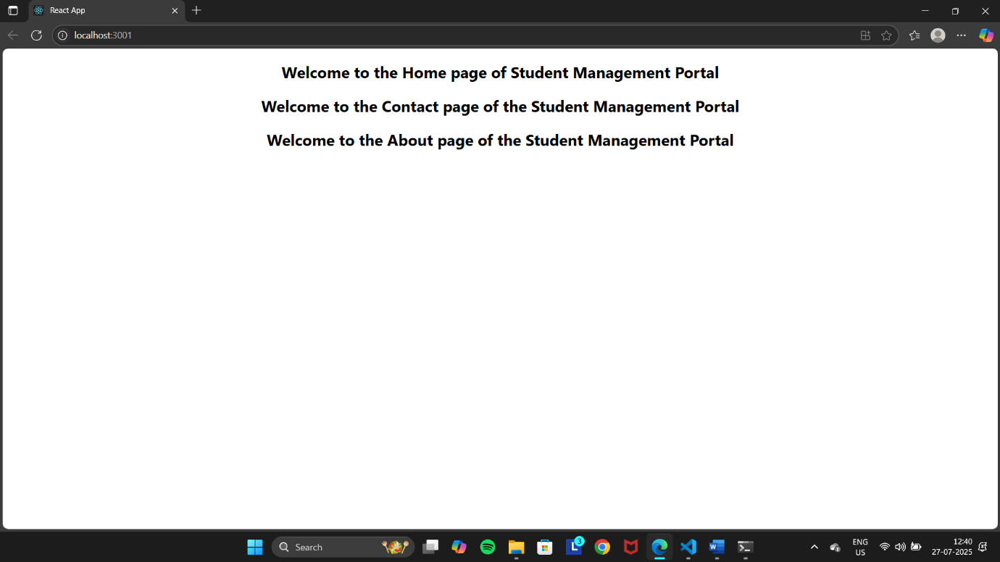 React App
localhost:3001
Welcome to the Home page of Student Management Portal
Welcome to the Contact page of the Student Management Portal
Welcome to the About page of the Student Management Portal
Search
L
3
W
ENG
US
12:40
27-07-2025